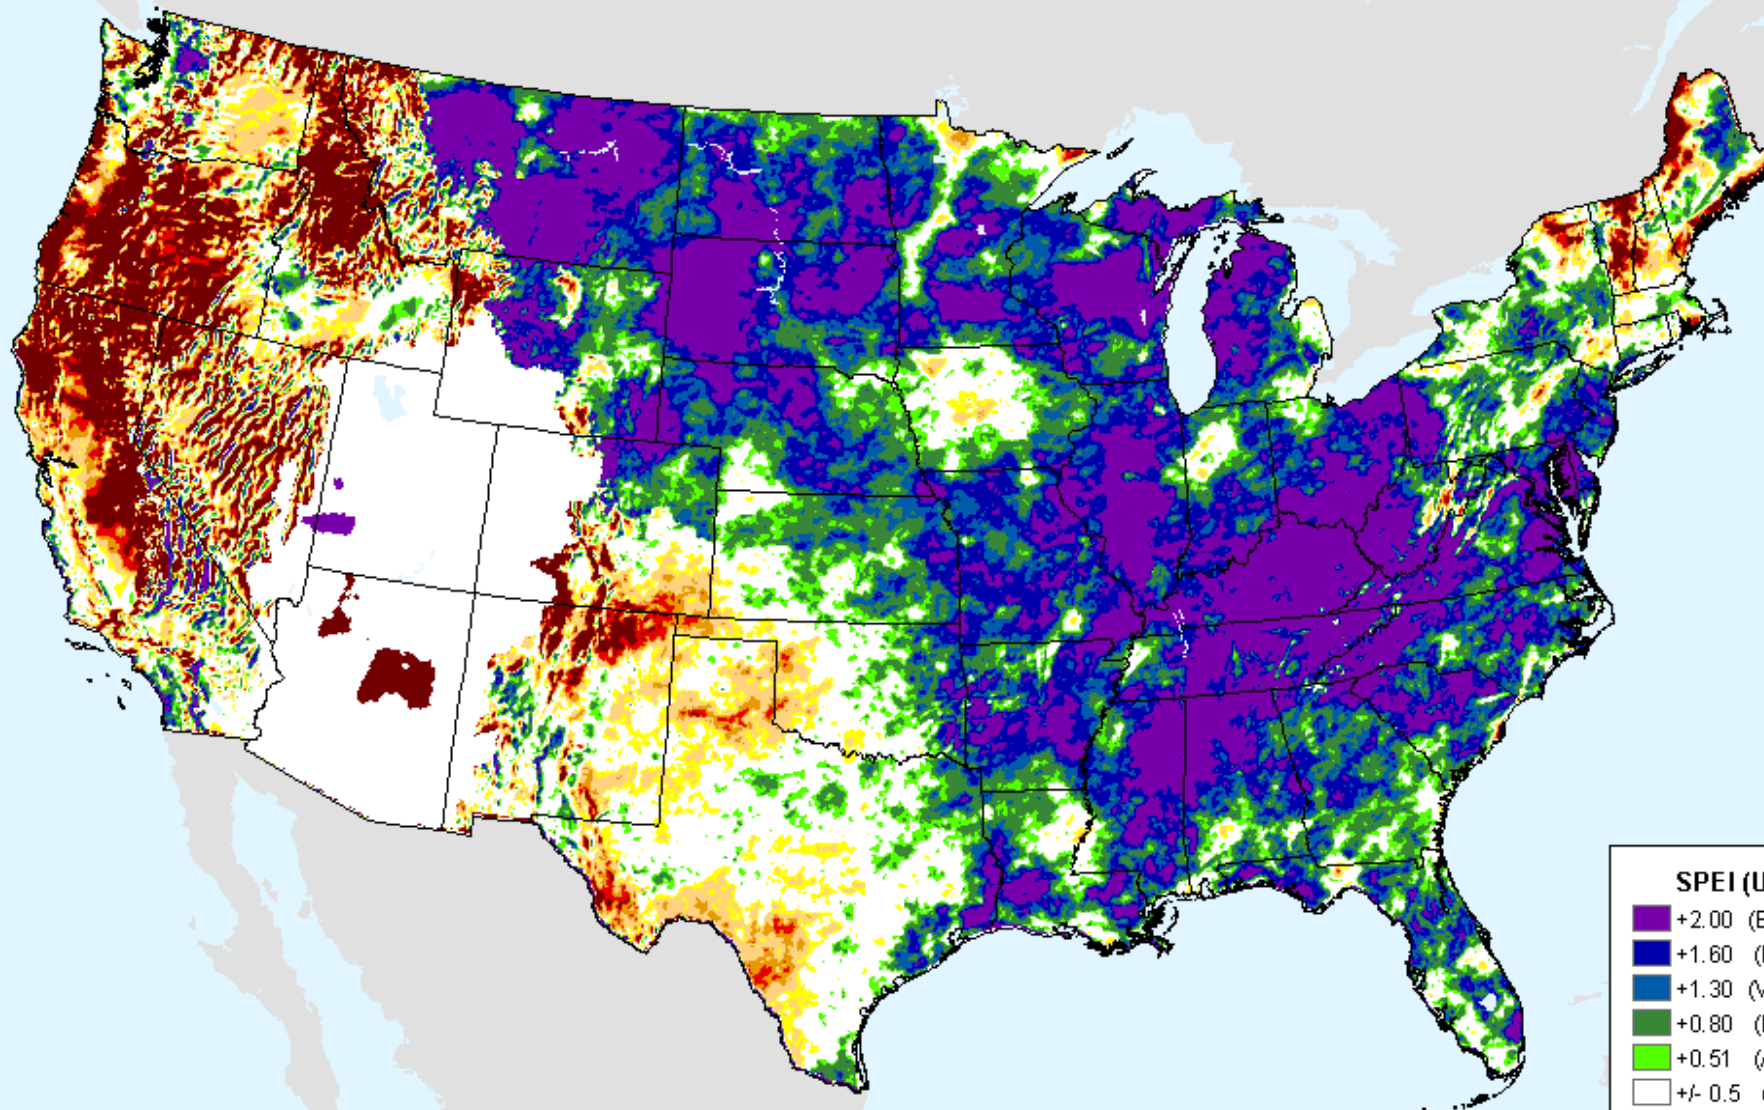 SPEI (U
+2.00 (E
+1.60 (
+1.30 (V
+0.80 (
+0.51 (
+/- 0.5